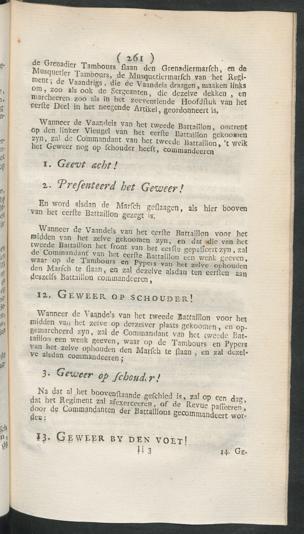 ( 261 )
de Grenadier Tambours slaan den Grenadiermarsch, en de
Musquetier Tambours, de Musquettiermarsch van het Regi-
ment; de Vaandrigs, die de Vaandels draagen, maaken links
om, zoo als ook de Sergeanten, die dezelve dekken, en
marcheeren zoo als in het zeeventiende Hoofdstuk van het
eerste Deel in het neegende Artikel, geordonneert is.
Wanneer de Vaandels van het tweede Battaillon, omtrent
op den linker Vleugel van het eerste Battaillon gekoomen
zyn, zal de Commandant van het tweede Battaillon, 't welk
het Geweer nog op schouder heeft, commandeeren
1. Geevt acht!
2. Presenteerd het Geweer!
En word alsdan de Marsch geslaagen, als hier booven
van het eerste Battaillon gezegt is.
Wanneer de Vaandels van het eerste Battaillon voor het
midden van het zelve gekoomen zyn, en dat die van het
tweede Battaillon het front van het eerste gepasseert zyn, zal
de Commandant van het eerste Battaillon een wenk geeven,
waar op de Tambours en Pypers van het zelve ophouden
den Marsch te slaan, en zal dezelve alsdan ten eersten aan
deszelfs Battaillon commandeeren,
12. GEWEER OP SCHOUDER!
Wanneer de Vaandels van het tweede Battaillon voor het
midden van het zelve op derzelver plaats gekoomen, en op-
gemarcheerd zyn, zal de Commandant van het tweede Bat-
taillon een wenk geeven, waar op de Tambours en Pypers
van het zelve ophouden den Marsch te slaan, en zal dezel-
ve alsdan commandeeren;
3. Geweer op schouder!
Na dat al het boovenstaande geschied is, zal op een dag,
dat het Regiment zal afexerceeren, of de Revue passeeren,
door de Commandanten der Battaillons gecommandeert wor-
den:
13. GEWEER BY DEN VOET!
ll 3 14. Ge-